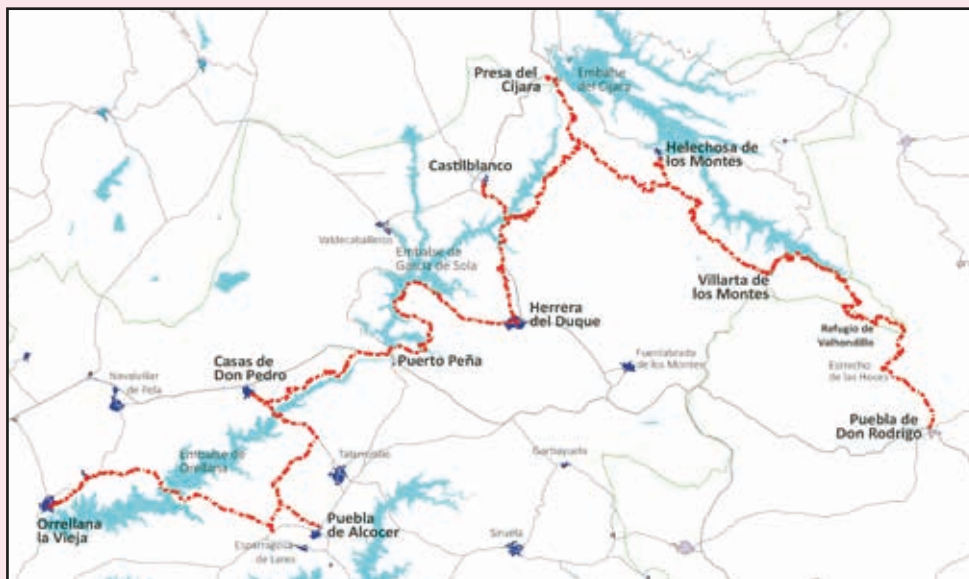 Presa del
Cijara
Embalse
del Cijara
Helechosa de
los Montes
Castilblanco
Valdecaballeros
Embalse de
García de Sola
Villarta de
los Montes
Herrera
del Duque
Refugio de
Valhondillo
Casas de
Don Pedro
Puerto Peña
Fuenlabrada
de los Montes
Estrecho
de las Hoces
Navalvillar
de Pela
Puebla de
Don Rodrigo
Embalse de
Orellana
Talarrubias
Garbayuela
Orrellana
la Vieja
Puebla
de Alcocer
Esparragosa
de Lares
Siruela